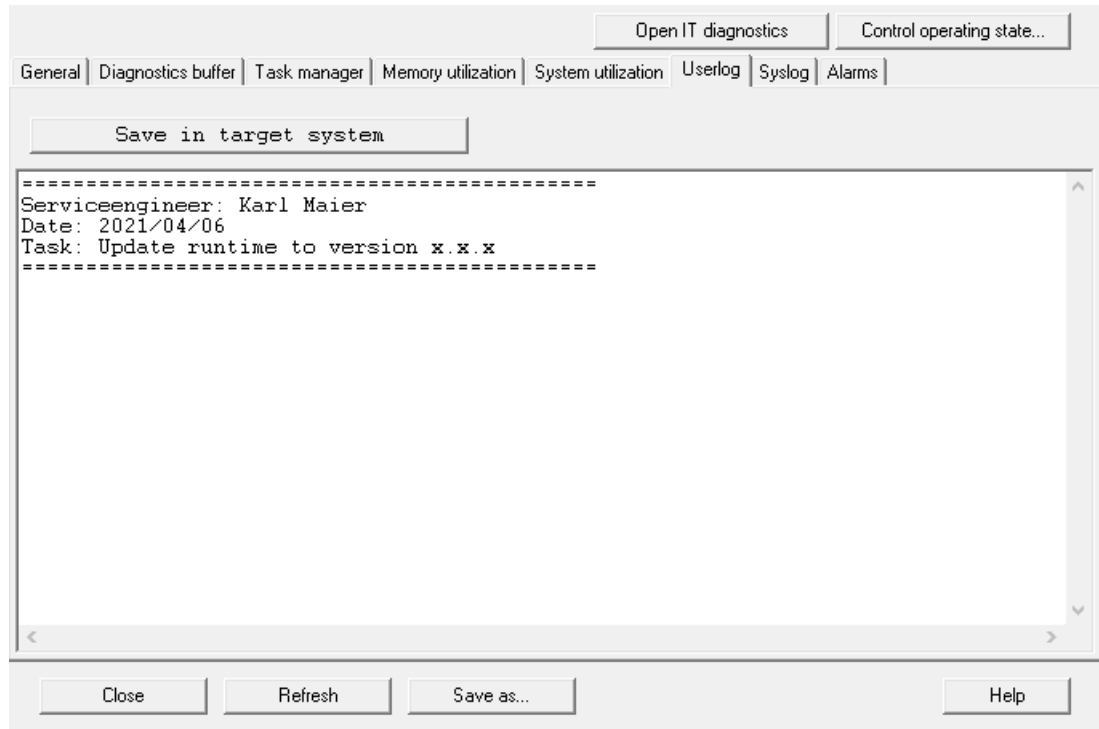 Open IT diagnostics Control operating state...
General Diagnostics buffer Task manager Memory utilization System utilization Userlog Syslog Alarms
Save in target system
=============================================
Serviceengineer: Karl Maier
Date: 2021/04/06
Task: Update runtime to version x.x.x
=============================================
Close Refresh Save as... Help